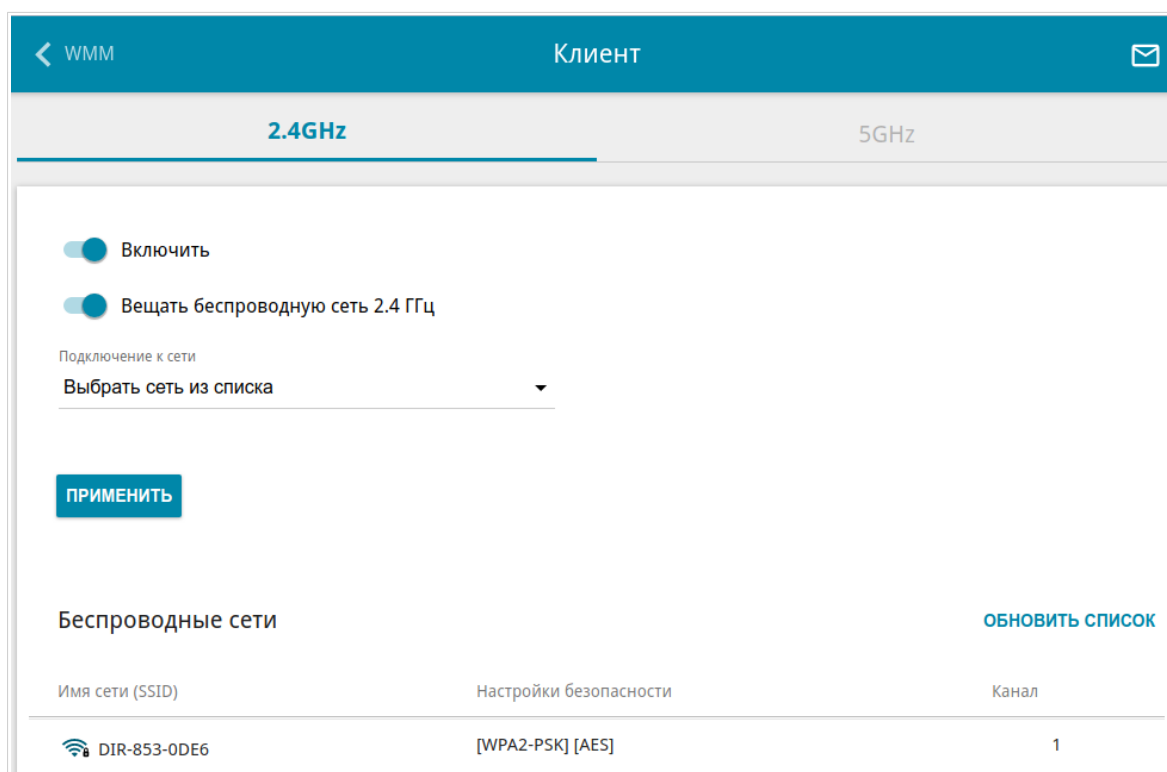 WMM Клиент
2.4GHz 5GHz
Включить
Вещать беспроводную сеть 2.4 ГГц
Подключение к сети
Выбрать сеть из списка
ПРИМЕНИТЬ
Беспроводные сети ОБНОВИТЬ СПИСОК
Имя сети (SSID) Настройки безопасности Канал
DIR-853-0DE6 [WPA2-PSK] [AES] 1